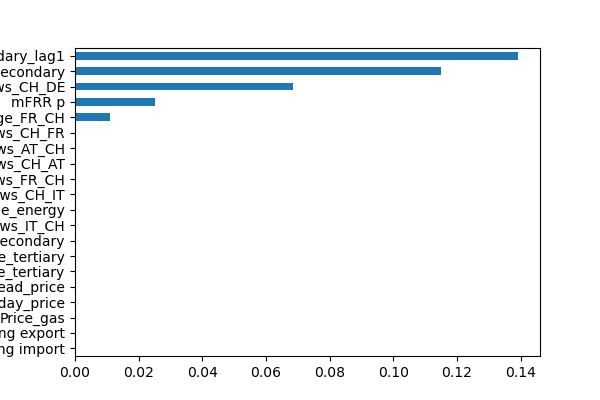 dary_lag1
econdary
ws_CH_DE
mFRR p
ge_FR_CH
ws_CH_FR
ws_AT_CH
ws_CH_AT
ws_FR_CH
ws_CH_IT
e_energy
ws_IT_CH
econdary
e_tertiary
e_tertiary
ead_price
day_price
Price_gas
ng export
ng import
0.00 0.02 0.04 0.06 0.08 0.10 0.12 0.14